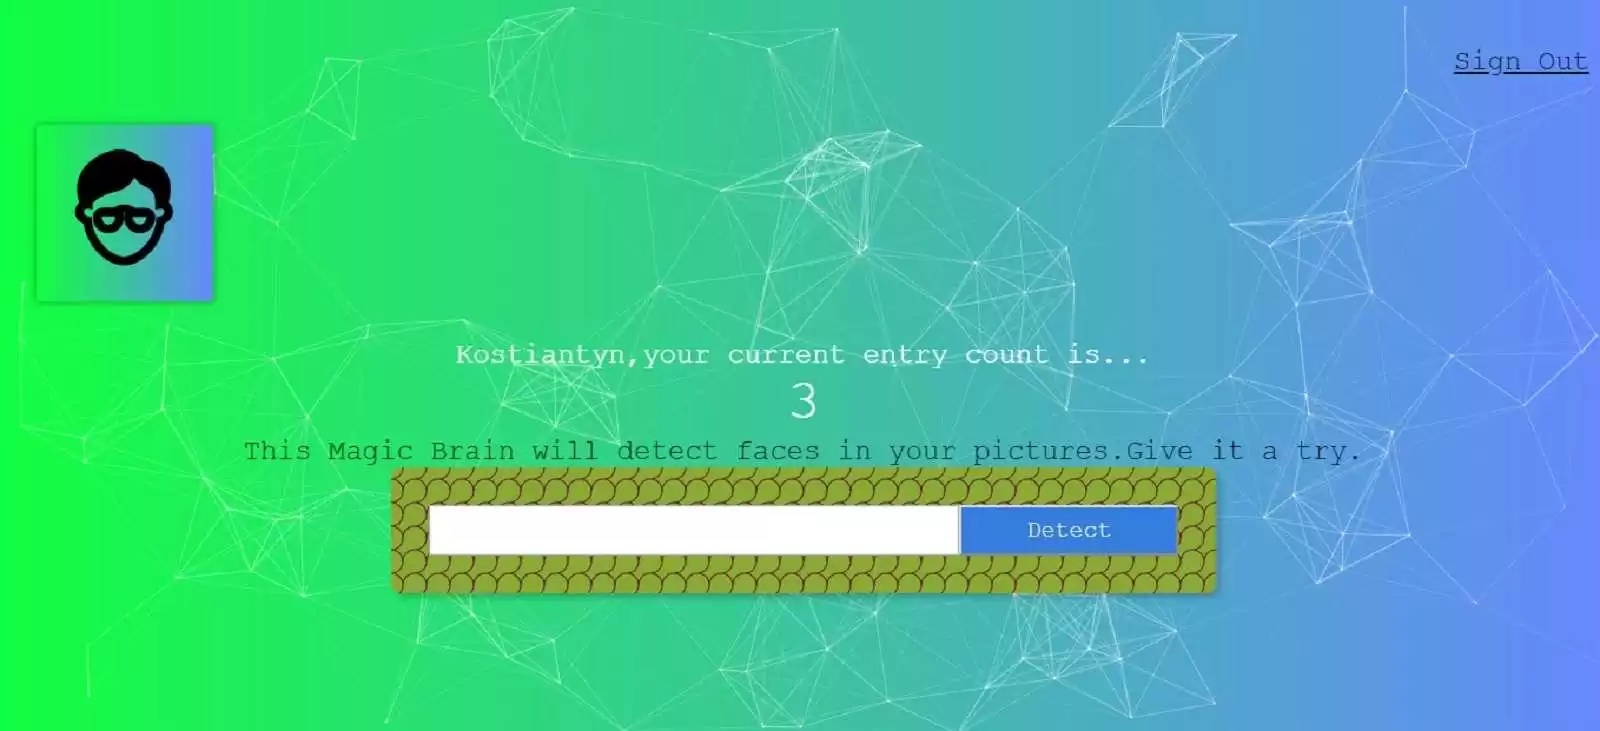 Sign Out
Kostiantyn,your current entry count is...
3
This Magic Brain will detect faces in your pictures.Give it a try.
Detect